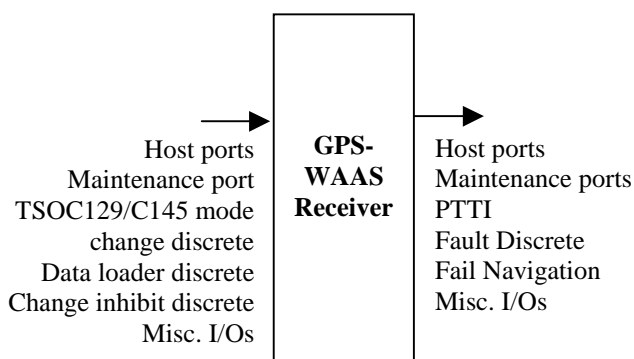 Host ports
Maintenance port
TSOC129/C145 mode
change discrete
Data loader discrete
Change inhibit discrete
Misc. I/Os
GPS-
WAAS
Receiver
Host ports
Maintenance ports
PTTI
Fault Discrete
Fail Navigation
Misc. I/Os